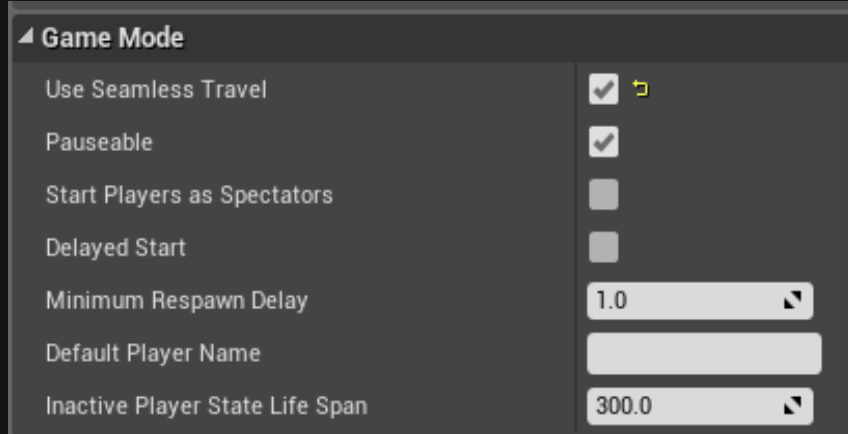 Game Mode
Use Seamless Travel
Pauseable
Start Players as Spectators
Delayed Start
Minimum Respawn Delay 1.0
Default Player Name
Inactive Player State Life Span 300.0